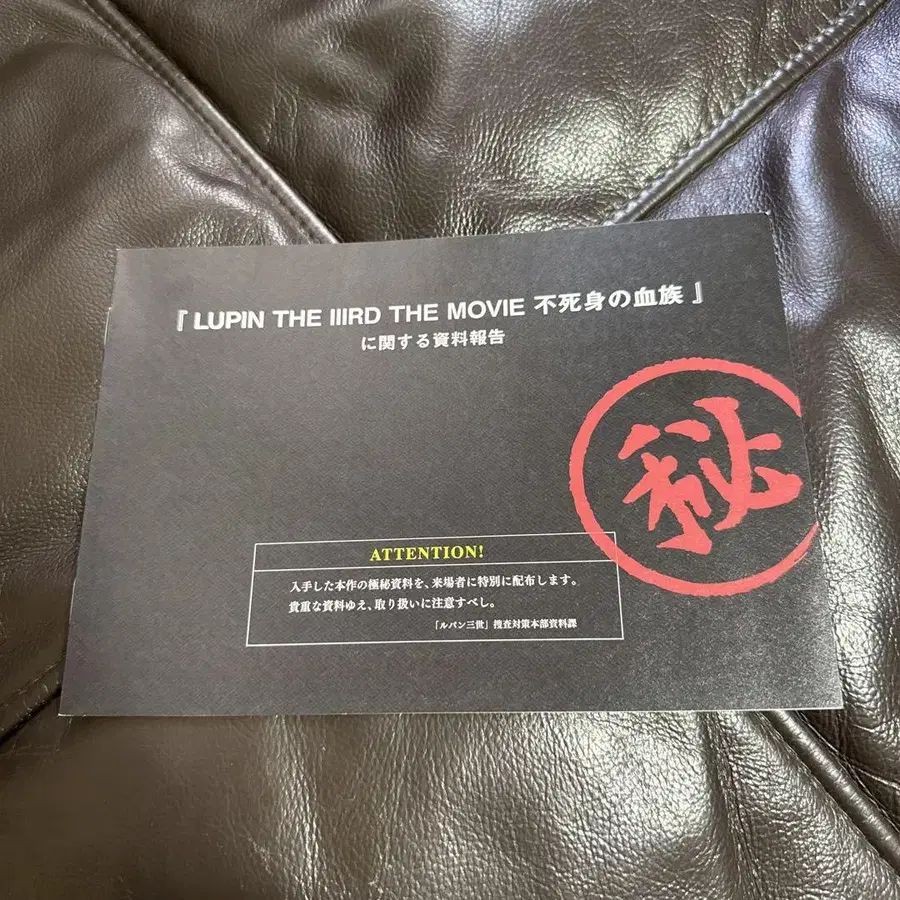 『 LUPIN THE IIIRD THE MOVIE 不死身の血族 』
に関する資料報告
秘
ATTENTION!
入手した本作の極秘資料を、来場者に特別に配布します。
貴重な資料ゆえ、取り扱いに注意すべし。
「ルパン三世」捜査対策本部資料課